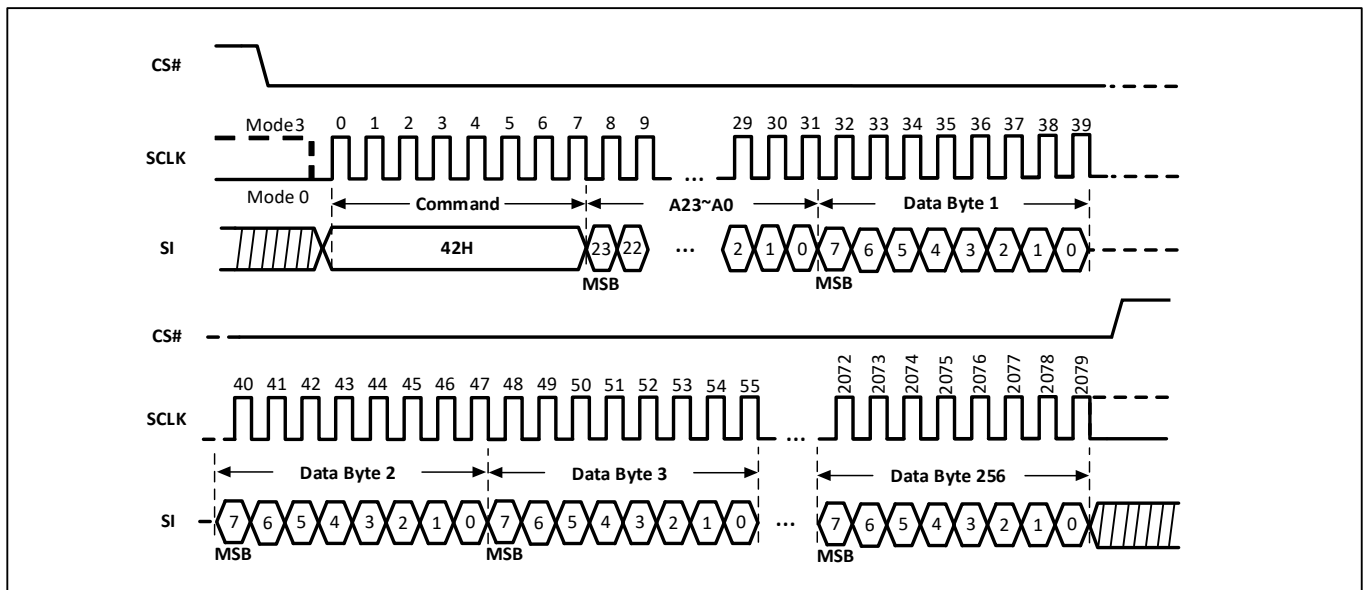 CS#
Mode3 0 1 2 3 4 5 6 7 8 9 29 30 31 32 33 34 35 36 37 38 39
SCLK ...
Mode 0 Command A23~A0 Data Byte 1
SI 42H 23 22 ... 2 1 0 7 6 5 4 3 2 1 0
MSB MSB
CS#
40 41 42 43 44 45 46 47 48 49 50 51 52 53 54 55 2072 2073 2074 2075 2076 2077 2078 2079
SCLK ...
Data Byte 2 Data Byte 3 Data Byte 256
SI 7 6 5 4 3 2 1 0 7 6 5 4 3 2 1 0 ... 7 6 5 4 3 2 1 0
MSB MSB MSB